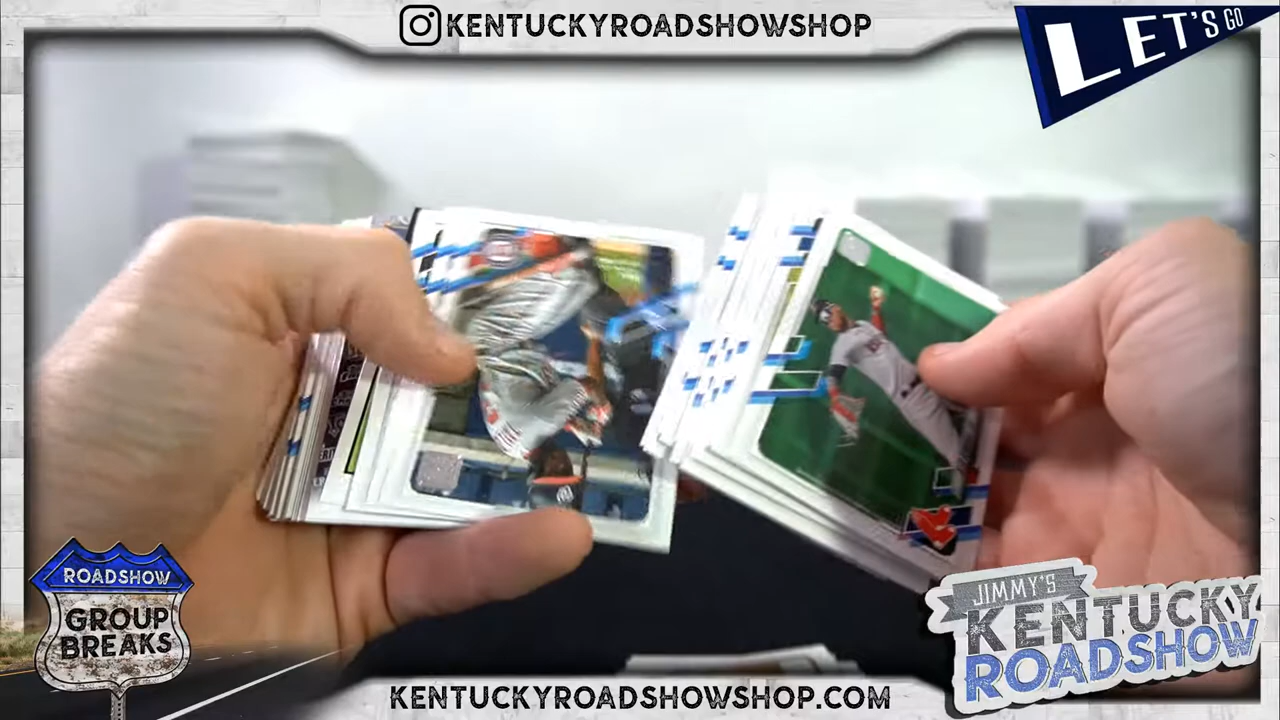 KENTUCKYROADSHOWSHOP
LET'S GO
ROADSHOW
GROUP
BREAKS
JIMMY'S
KENTUCKY
ROADSHOW
KENTUCKYROADSHOWSHOP.COM